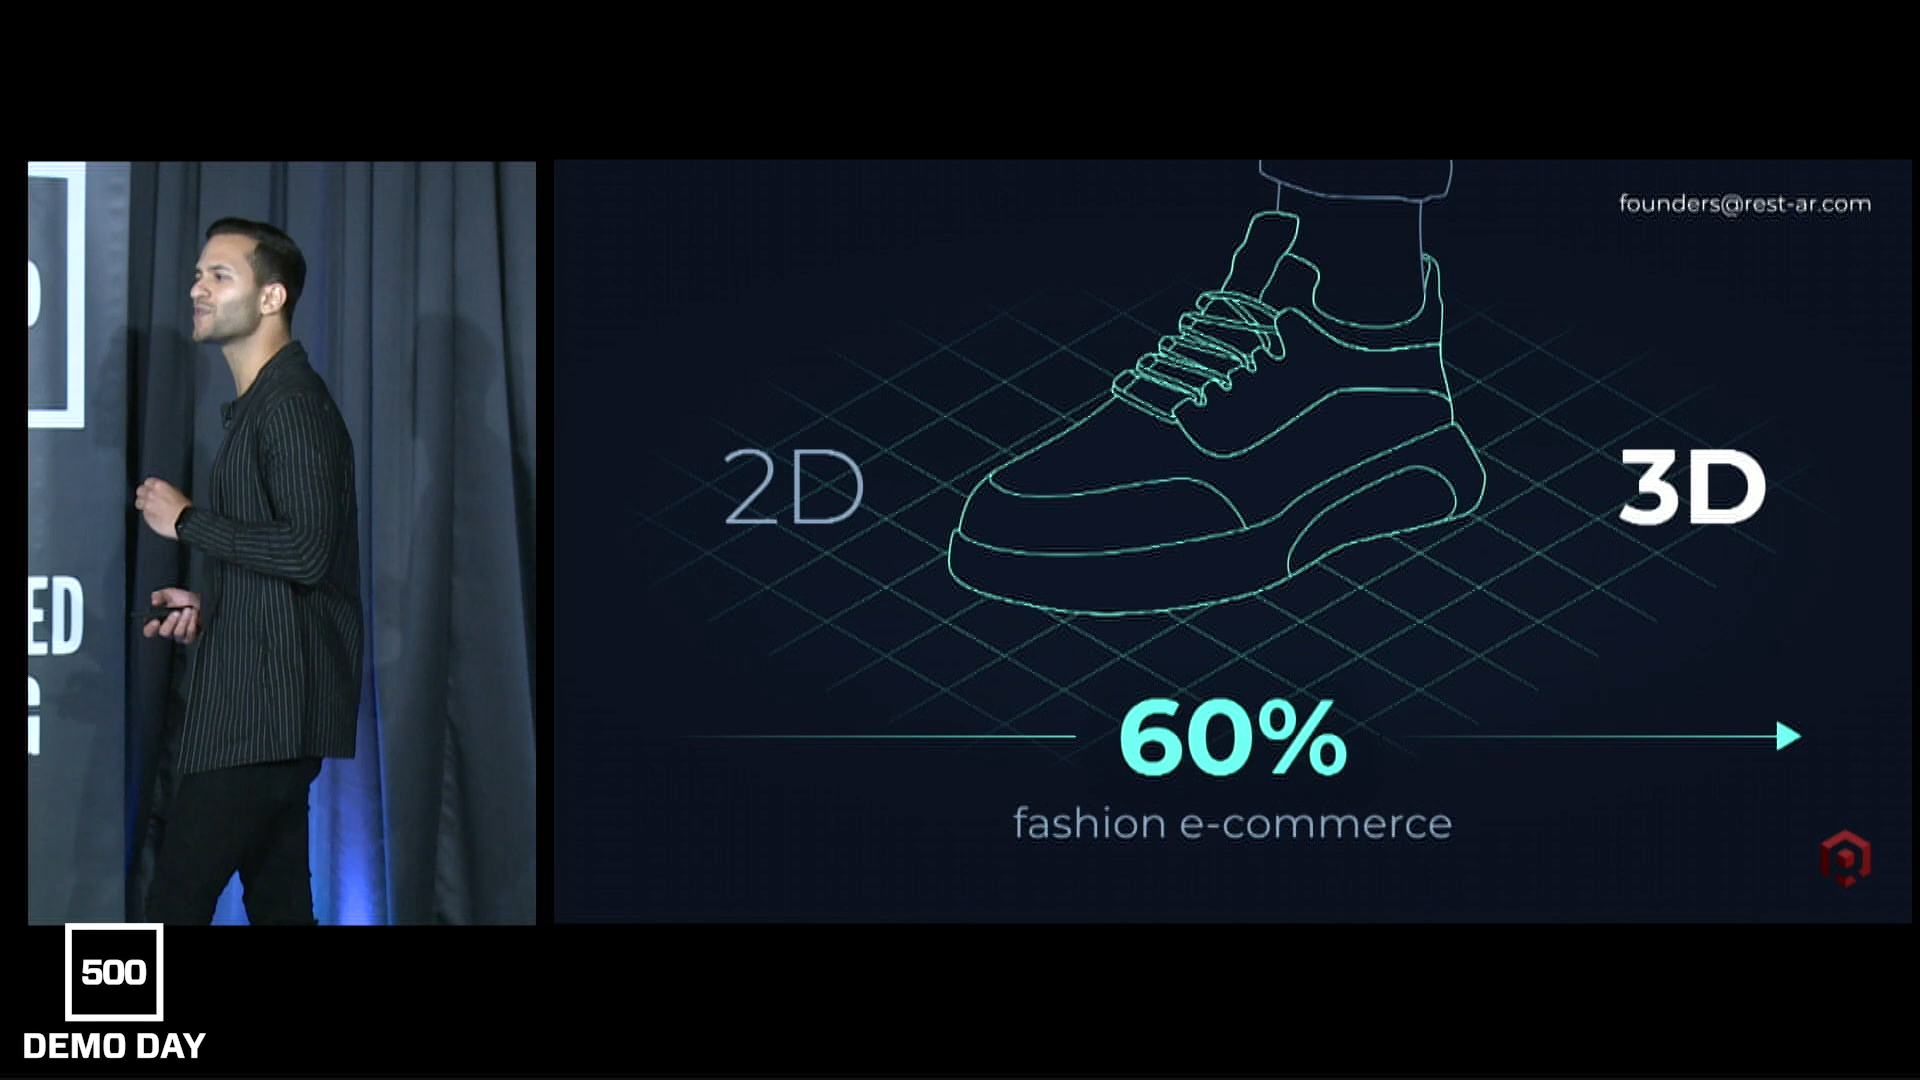 ED
G
founders@rest-ar.com
2D
3D
60%
fashion e-commerce
500
DEMO DAY